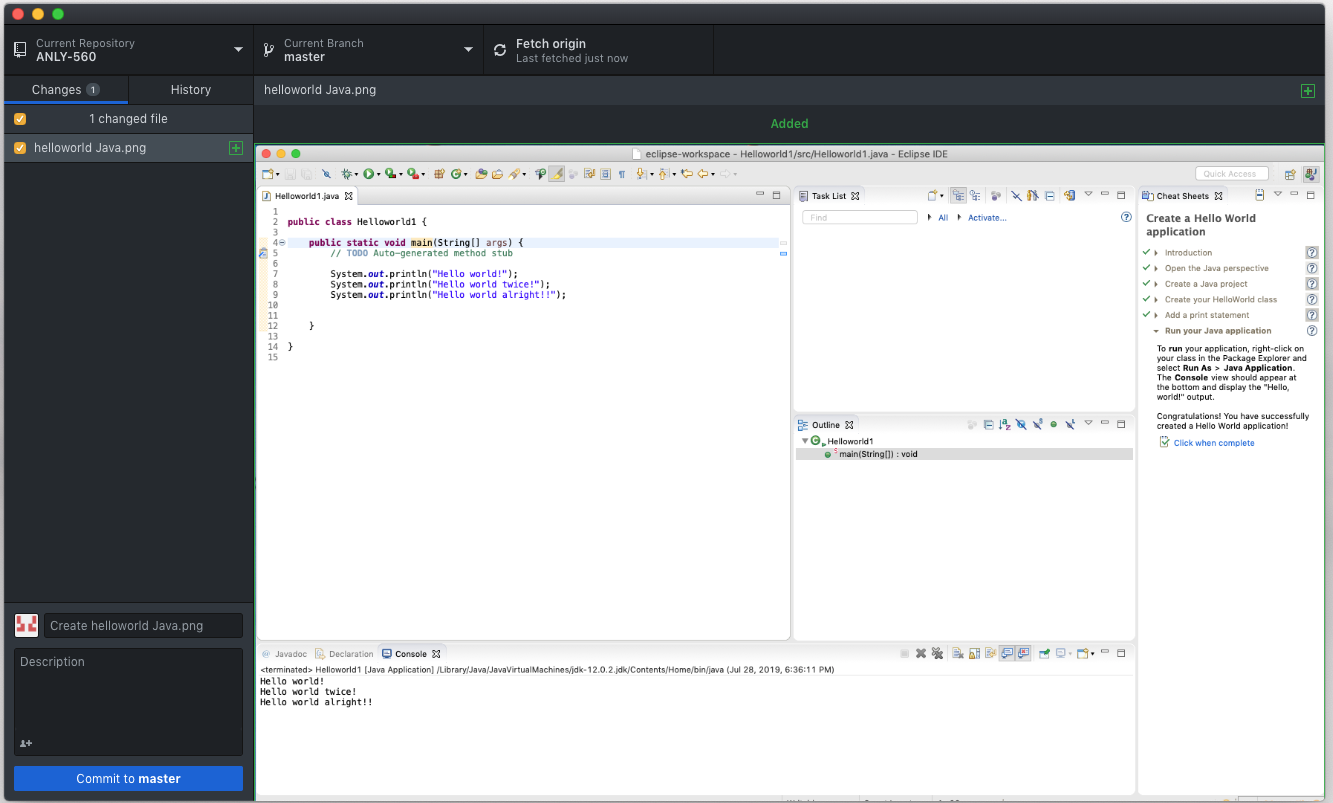 Current Repository
ANLY-560
Current Branch
master
Fetch origin
Last fetched just now
Changes 1
History
helloworld Java.png
1 changed file
Added
helloworld Java.png
eclipse-workspace - Helloworld1/src/Helloworld1.java - Eclipse IDE
Quick Access
Helloworld1.java
1
2 public class Helloworld1 {
3
4 public static void main(String[] args) {
5 // TODO Auto-generated method stub
6
7 System.out.println("Hello world!");
8 System.out.println("Hello world twice!");
9 System.out.println("Hello world alright!!");
10
11
12 }
13
14 }
15
Task List
Find
All
Activate...
Outline
Helloworld1
main(String[]) : void
Cheat Sheets
Create a Hello World
application
Introduction
Open the Java perspective
Create a Java project
Create your HelloWorld class
Add a print statement
Run your Java application
To run your application, right-click on
your class in the Package Explorer and
select Run As > Java Application.
The Console view should appear at
the bottom and display the "Hello,
world!" output.
Congratulations! You have successfully
created a Hello World application!
Click when complete
Javadoc
Declaration
Console
<terminated> Helloworld1 [Java Application] /Library/Java/JavaVirtualMachines/jdk-12.0.2.jdk/Contents/Home/bin/java (Jul 28, 2019, 6:36:11 PM)
Hello world!
Hello world twice!
Hello world alright!!
Create helloworld Java.png
Description
Commit to master